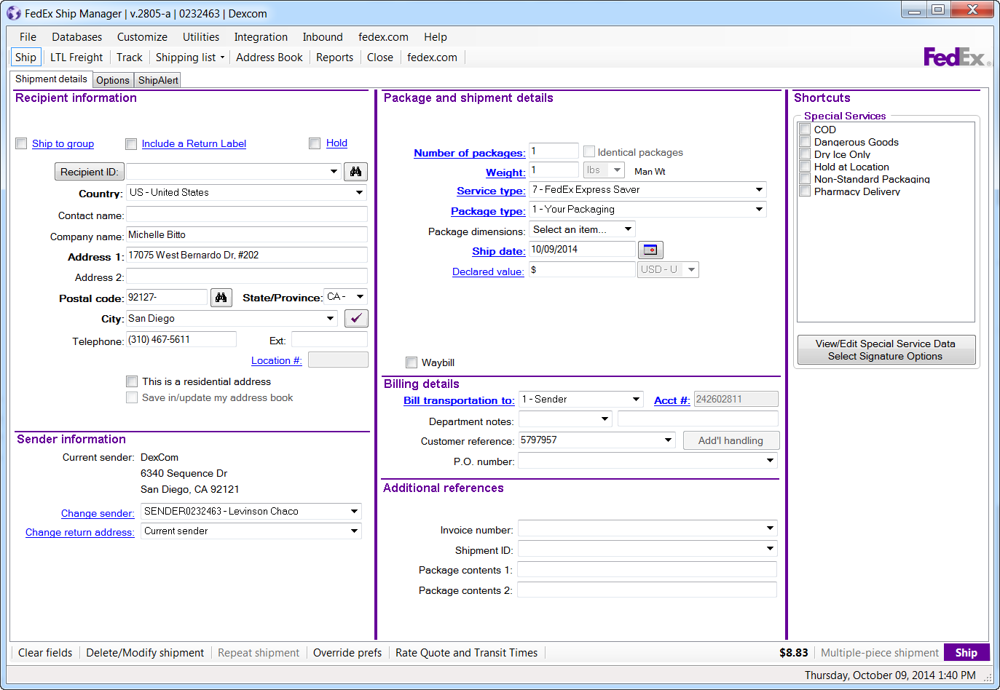 FedEx Ship Manager | v.2805-a | 0232463 | Dexcom
File Databases Customize Utilities Integration Inbound fedex.com Help
Ship LTL Freight Track Shipping list Address Book Reports Close fedex.com
FedEx®
Shipment details Options ShipAlert
Recipient information
Ship to group Include a Return Label Hold
Recipient ID:
Country: US - United States
Contact name:
Company name: Michelle Bitto
Address 1: 17075 West Bernardo Dr, #202
Address 2:
Postal code: 92127- State/Province: CA -
City: San Diego
Telephone: (310) 467-5611 Ext:
Location #:
This is a residential address
Save in/update my address book
Sender information
Current sender: DexCom
6340 Sequence Dr
San Diego, CA 92121
Change sender: SENDER0232463 - Levinson Chaco
Change return address: Current sender
Package and shipment details
Number of packages: 1 Identical packages
Weight: 1 lbs Man Wt
Service type: 7 - FedEx Express Saver
Package type: 1 - Your Packaging
Package dimensions: Select an item...
Ship date: 10/09/2014
Declared value: $ USD - U
Waybill
Billing details
Bill transportation to: 1 - Sender Acct #: 242602811
Department notes:
Customer reference: 5797957 Add'l handling
P.O. number:
Additional references
Invoice number:
Shipment ID:
Package contents 1:
Package contents 2:
Shortcuts
Special Services
COD
Dangerous Goods
Dry Ice Only
Hold at Location
Non-Standard Packaging
Pharmacy Delivery
View/Edit Special Service Data
Select Signature Options
Clear fields Delete/Modify shipment Repeat shipment Override prefs Rate Quote and Transit Times $8.83 Multiple-piece shipment Ship
Thursday, October 09, 2014 1:40 PM